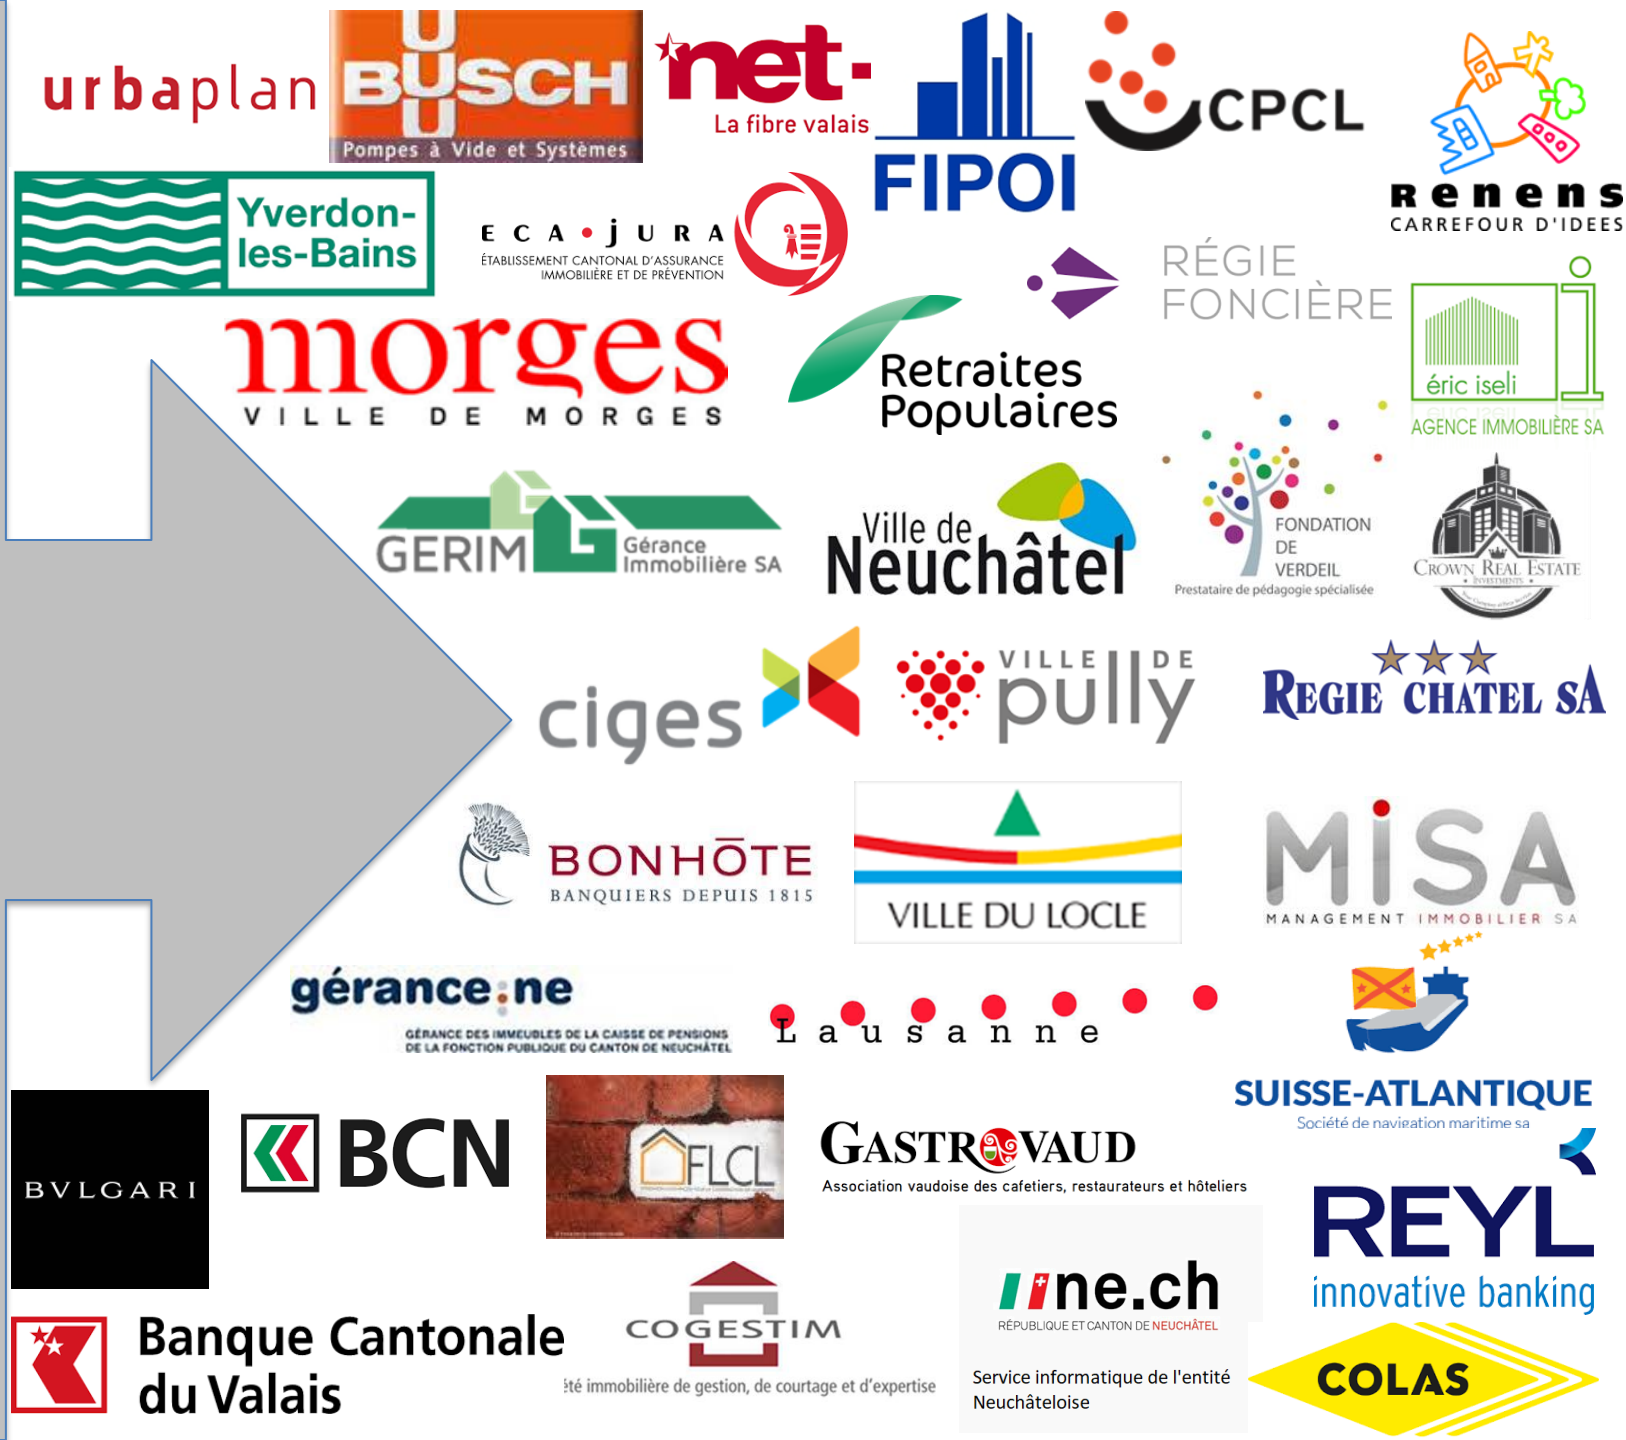 urbaplan
BUSCH
Pompes à Vide et Systèmes
net.
La fibre valais
FIPOI
CPCL
Renens
CARREFOUR D'IDEES
Yverdon-
les-Bains
ECA•JURA
ÉTABLISSEMENT CANTONAL D'ASSURANCE
IMMOBILIÈRE ET DE PRÉVENTION
RÉGIE
FONCIÈRE
morges
VILLE DE MORGES
Retraites
Populaires
éric iseli
AGENCE IMMOBILIÈRE SA
GERIM
Gérance
Immobilière SA
Ville de
Neuchâtel
FONDATION
DE
VERDEIL
Prestataire de pédagogie spécialisée
CROWN REAL ESTATE
INVESTMENTS
ciges
VILLE DE
pully
REGIE CHATEL SA
BONHÔTE
BANQUIERS DEPUIS 1815
VILLE DU LOCLE
MiSA
MANAGEMENT IMMOBILIER SA
gérance:ne
GÉRANCE DES IMMEUBLES DE LA CAISSE DE PENSIONS
DE LA FONCTION PUBLIQUE DU CANTON DE NEUCHÂTEL
Lausanne
SUISSE-ATLANTIQUE
Société de navigation maritime sa
BVLGARI
BCN
FLCL
GASTROVAUD
Association vaudoise des cafetiers, restaurateurs et hôteliers
REYL
innovative banking
ne.ch
RÉPUBLIQUE ET CANTON DE NEUCHÂTEL
Service informatique de l'entité
Neuchâteloise
Banque Cantonale
du Valais
COGESTIM
été immobilière de gestion, de courtage et d'expertise
COLAS